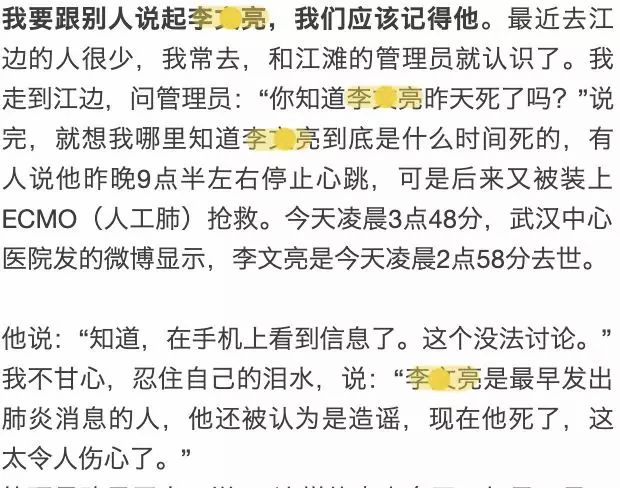 我要跟别人说起李文亮，我们应该记得他。最近去江
边的人很少，我常去，和江滩的管理员就认识了。我
走到江边，问管理员：“你知道李文亮昨天死了吗？”说
完，就想我哪里知道李文亮到底是什么时间死的，有
人说他昨晚9点半左右停止心跳，可是后来又被装上
ECMO（人工肺）抢救。今天凌晨3点48分，武汉中心
医院发的微博显示，李文亮是今天凌晨2点58分去世。
他说：“知道，在手机上看到信息了。这个没法讨论。”
我不甘心，忍住自己的泪水，说：“李文亮是最早发出
肺炎消息的人，他还被认为是造谣，现在他死了，这
太令人伤心了。”